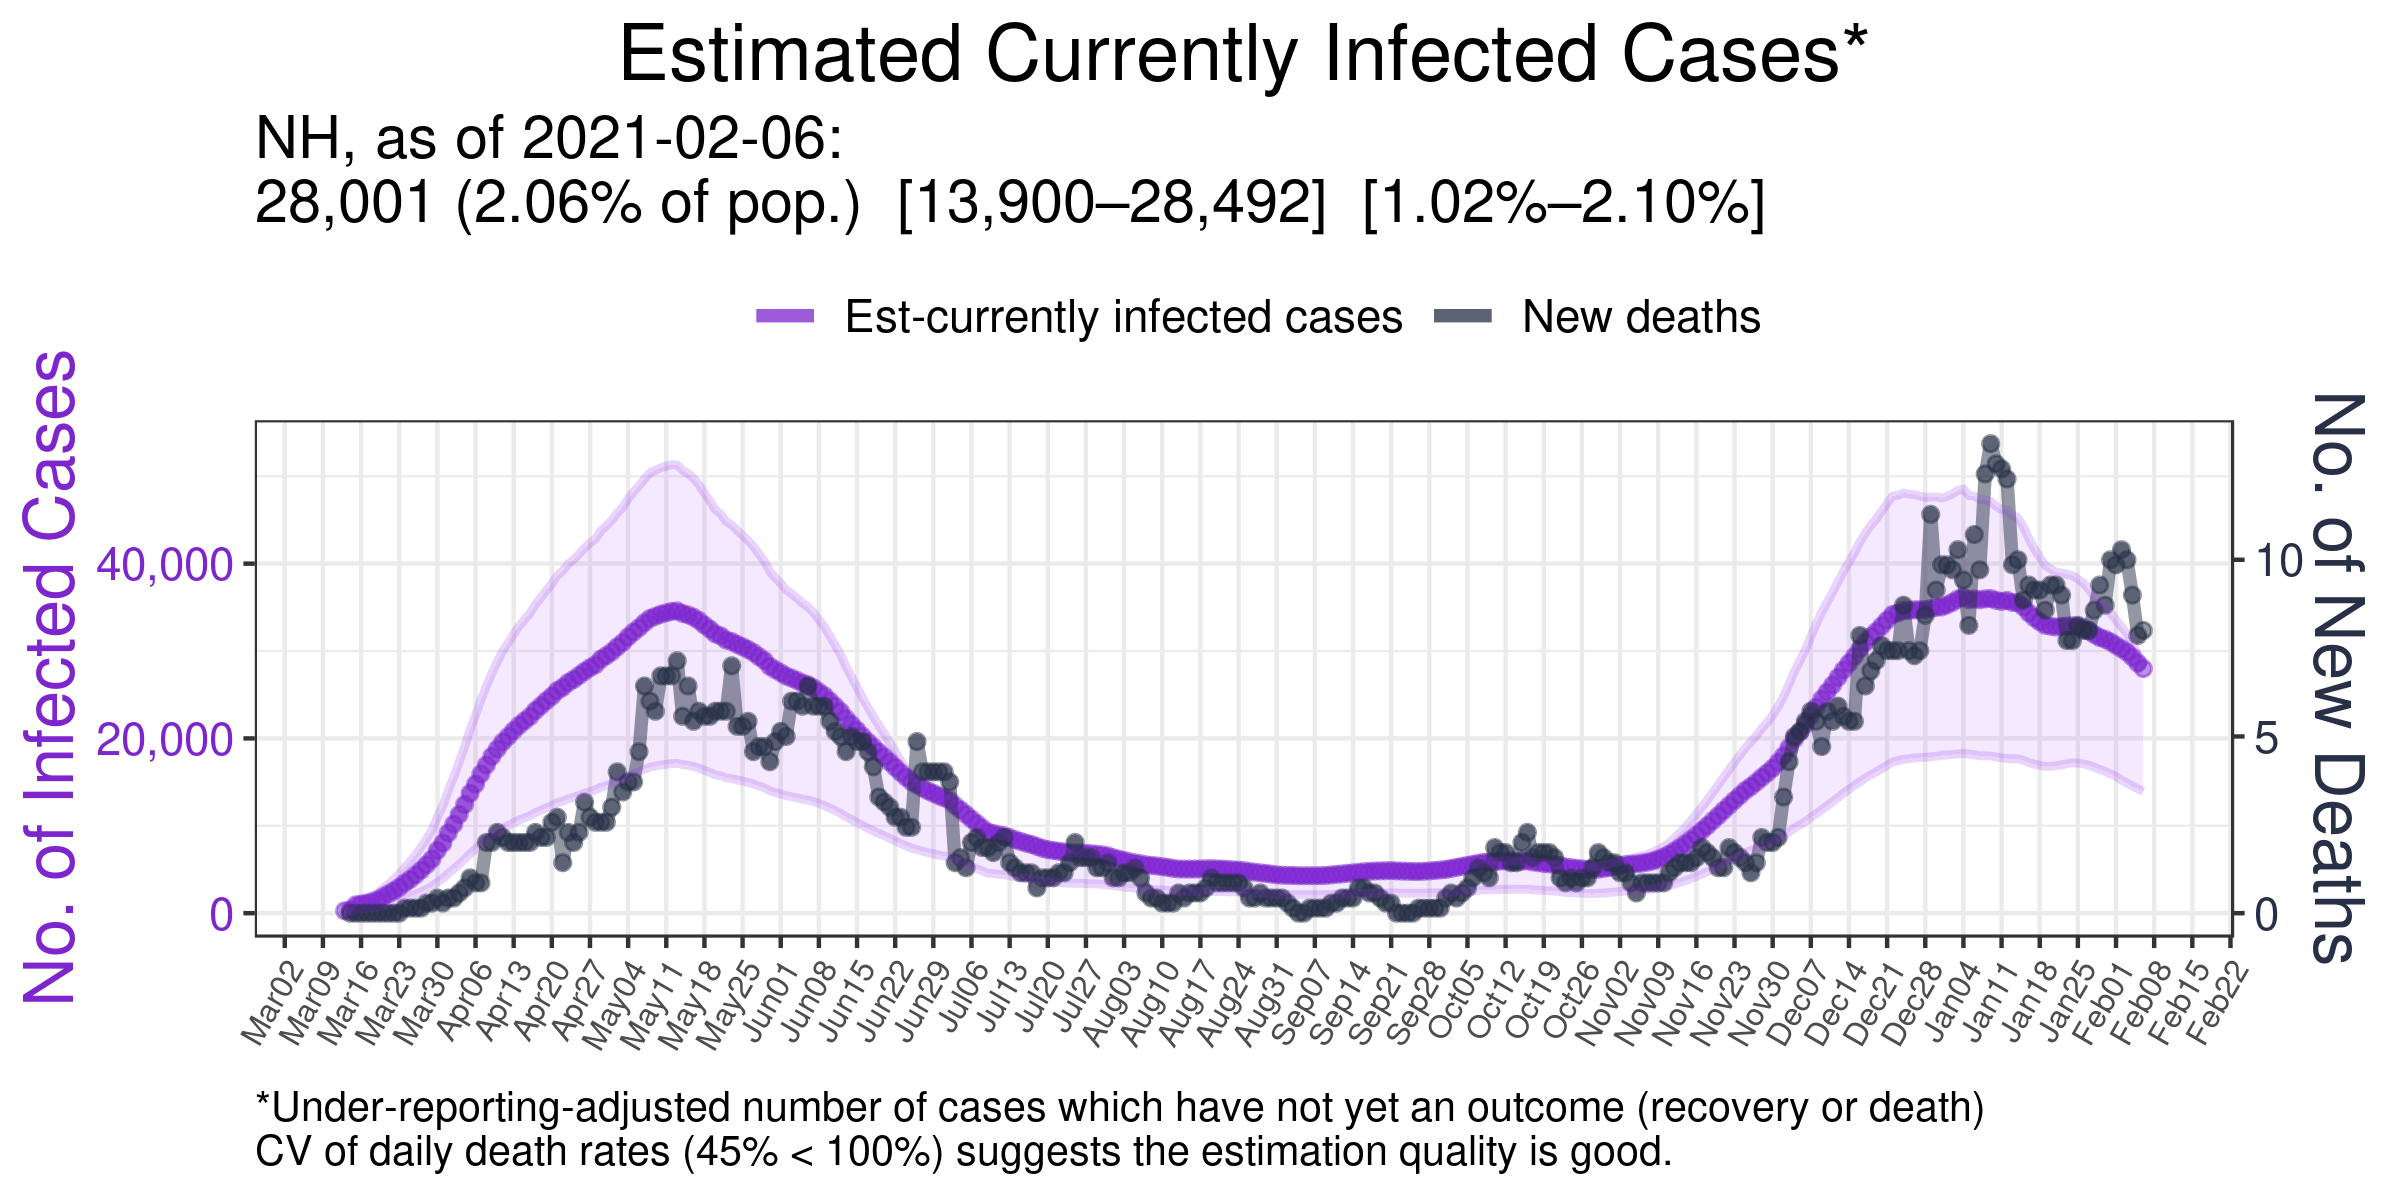 Estimated Currently Infected Cases*
NH, as of 2021-02-06:
28,001 (2.06% of pop.)  [13,900–28,492]  [1.02%–2.10%]
Est-currently infected cases
New deaths
No. of Infected Cases
40,000
20,000
0
10
5
0
No. of New Deaths
Mar02
Mar09
Mar16
Mar23
Mar30
Apr06
Apr13
Apr20
Apr27
May04
May11
May18
May25
Jun01
Jun08
Jun15
Jun22
Jun29
Jul06
Jul13
Jul20
Jul27
Aug03
Aug10
Aug17
Aug24
Aug31
Sep07
Sep14
Sep21
Sep28
Oct05
Oct12
Oct19
Oct26
Nov02
Nov09
Nov16
Nov23
Nov30
Dec07
Dec14
Dec21
Dec28
Jan04
Jan11
Jan18
Jan25
Feb01
Feb08
Feb15
Feb22
*Under-reporting-adjusted number of cases which have not yet an outcome (recovery or death)
CV of daily death rates (45% < 100%) suggests the estimation quality is good.